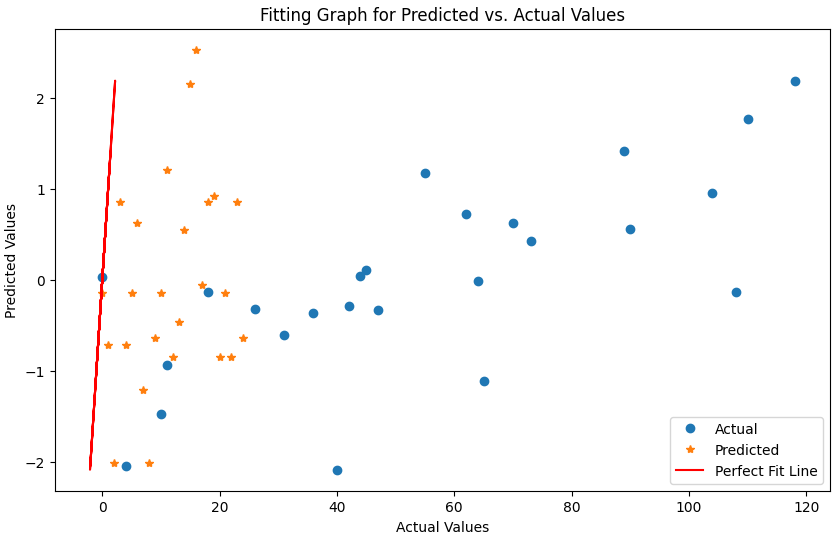 Fitting Graph for Predicted vs. Actual Values
Predicted Values
2
1
0
−1
−2
0 20 40 60 80 100 120
Actual Values
Actual
Predicted
Perfect Fit Line